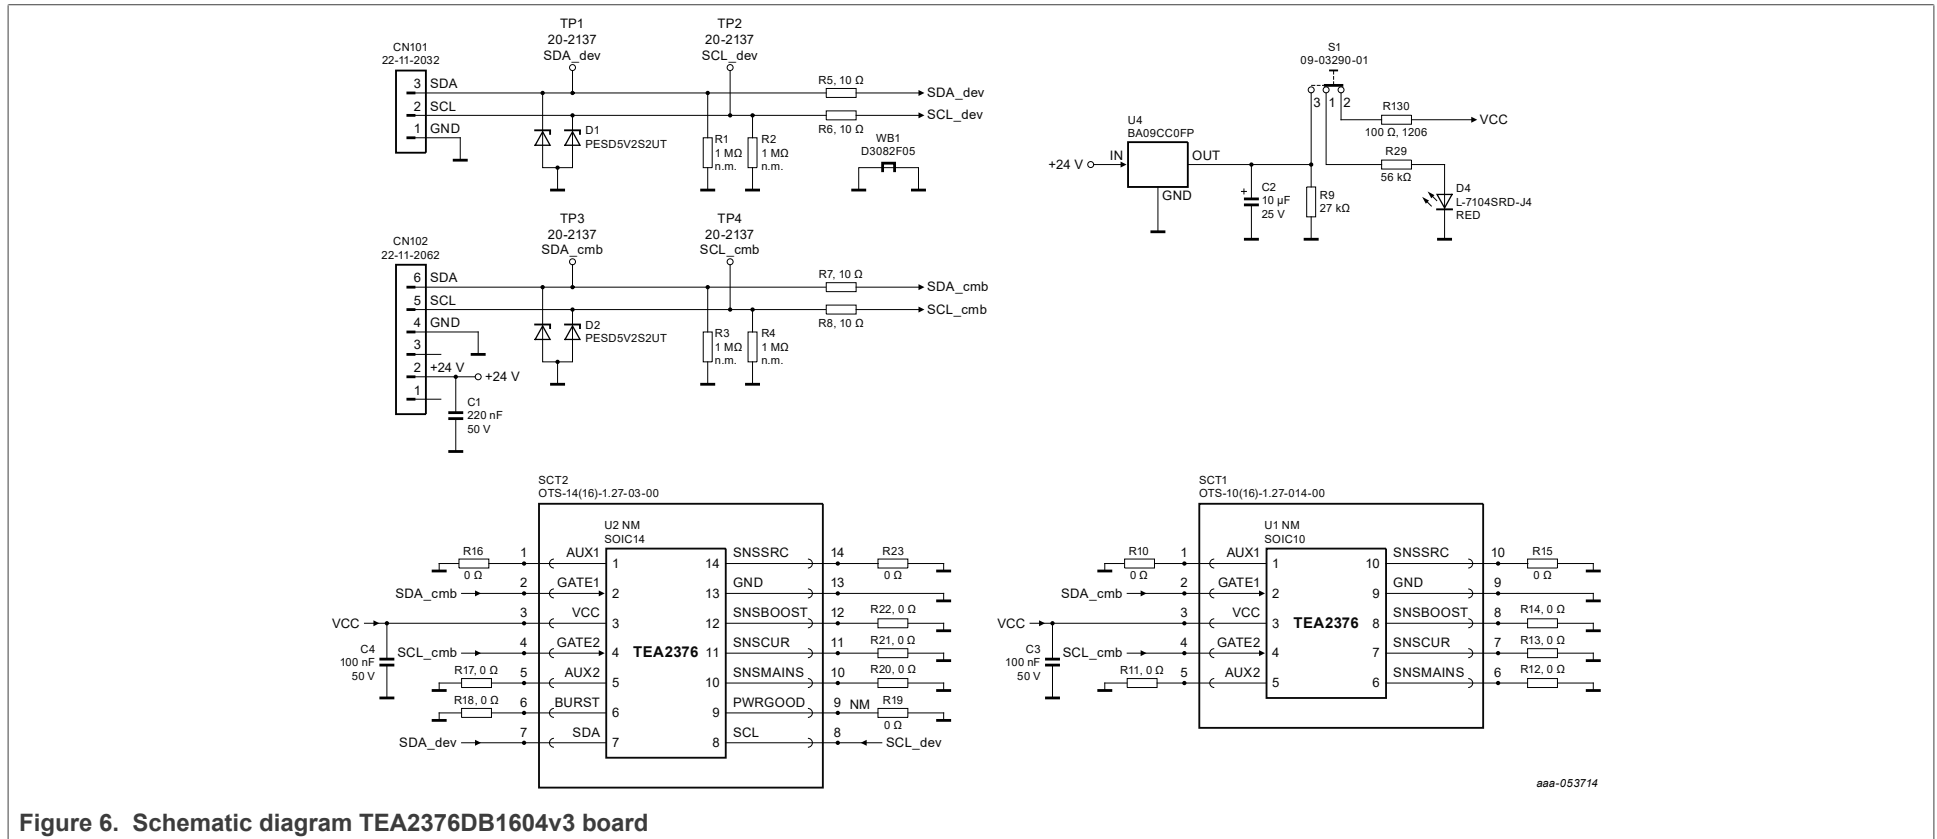 TP1
20-2137
SDA_dev
TP2
20-2137
SCL_dev
CN101
22-11-2032
3 SDA
2 SCL
1 GND
D1
PESD5V2S2UT
R1
1 MΩ
n.m.
R2
1 MΩ
n.m.
R5, 10 Ω
SDA_dev
R6, 10 Ω
SCL_dev
WB1
D3082F05
S1
09-03290-01
3 1 2
R130
100 Ω, 1206
VCC
R29
56 kΩ
U4
BA09CC0FP
+24 V
IN
OUT
GND
C2
+
10 μF
25 V
R9
27 kΩ
D4
L-7104SRD-J4
RED
TP3
20-2137
SDA_cmb
TP4
20-2137
SCL_cmb
CN102
22-11-2062
6 SDA
5 SCL
4 GND
3
2 +24 V
+24 V
1
C1
220 nF
50 V
D2
PESD5V2S2UT
R3
1 MΩ
n.m.
R4
1 MΩ
n.m.
R7, 10 Ω
SDA_cmb
R8, 10 Ω
SCL_cmb
SCT2
OTS-14(16)-1.27-03-00
U2 NM
SOIC14
TEA2376
R16
0 Ω
1 AUX1 1
SDA_cmb 2 GATE1 2
VCC 3 VCC 3
C4
100 nF
50 V
SCL_cmb 4 GATE2 4
R17, 0 Ω 5 AUX2 5
R18, 0 Ω 6 BURST 6
SDA_dev 7 SDA 7
14 SNSSRC 14 R23
0 Ω
13 GND 13
12 SNSBOOST 12 R22, 0 Ω
11 SNSCUR 11 R21, 0 Ω
10 SNSMAINS 10 R20, 0 Ω
9 PWRGOOD 9 NM R19
0 Ω
8 SCL 8 SCL_dev
SCT1
OTS-10(16)-1.27-014-00
U1 NM
SOIC10
TEA2376
R10
0 Ω
1 AUX1 1
SDA_cmb 2 GATE1 2
VCC 3 VCC 3
C3
100 nF
50 V
SCL_cmb 4 GATE2 4
R11, 0 Ω 5 AUX2 5
10 SNSSRC 10 R15
0 Ω
9 GND 9
8 SNSBOOST 8 R14, 0 Ω
7 SNSCUR 7 R13, 0 Ω
6 SNSMAINS 6 R12, 0 Ω
aaa-053714
Figure 6. Schematic diagram TEA2376DB1604v3 board